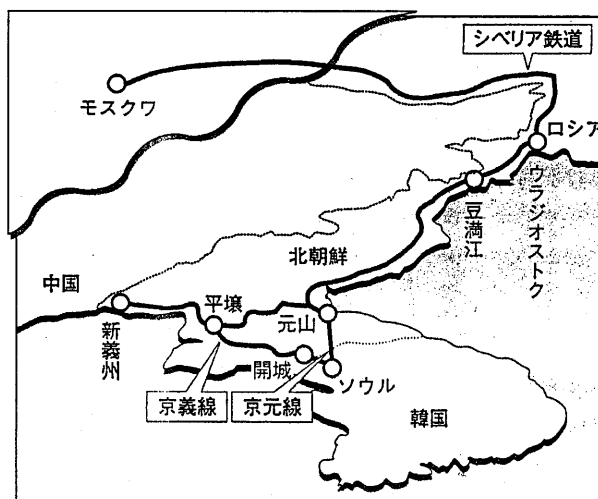 シベリア鉄道
モスクワ
ロシア
ウラジオストク
豆満江
北朝鮮
中国
平壌
元山
新義州
開城
ソウル
京義線
京元線
韓国